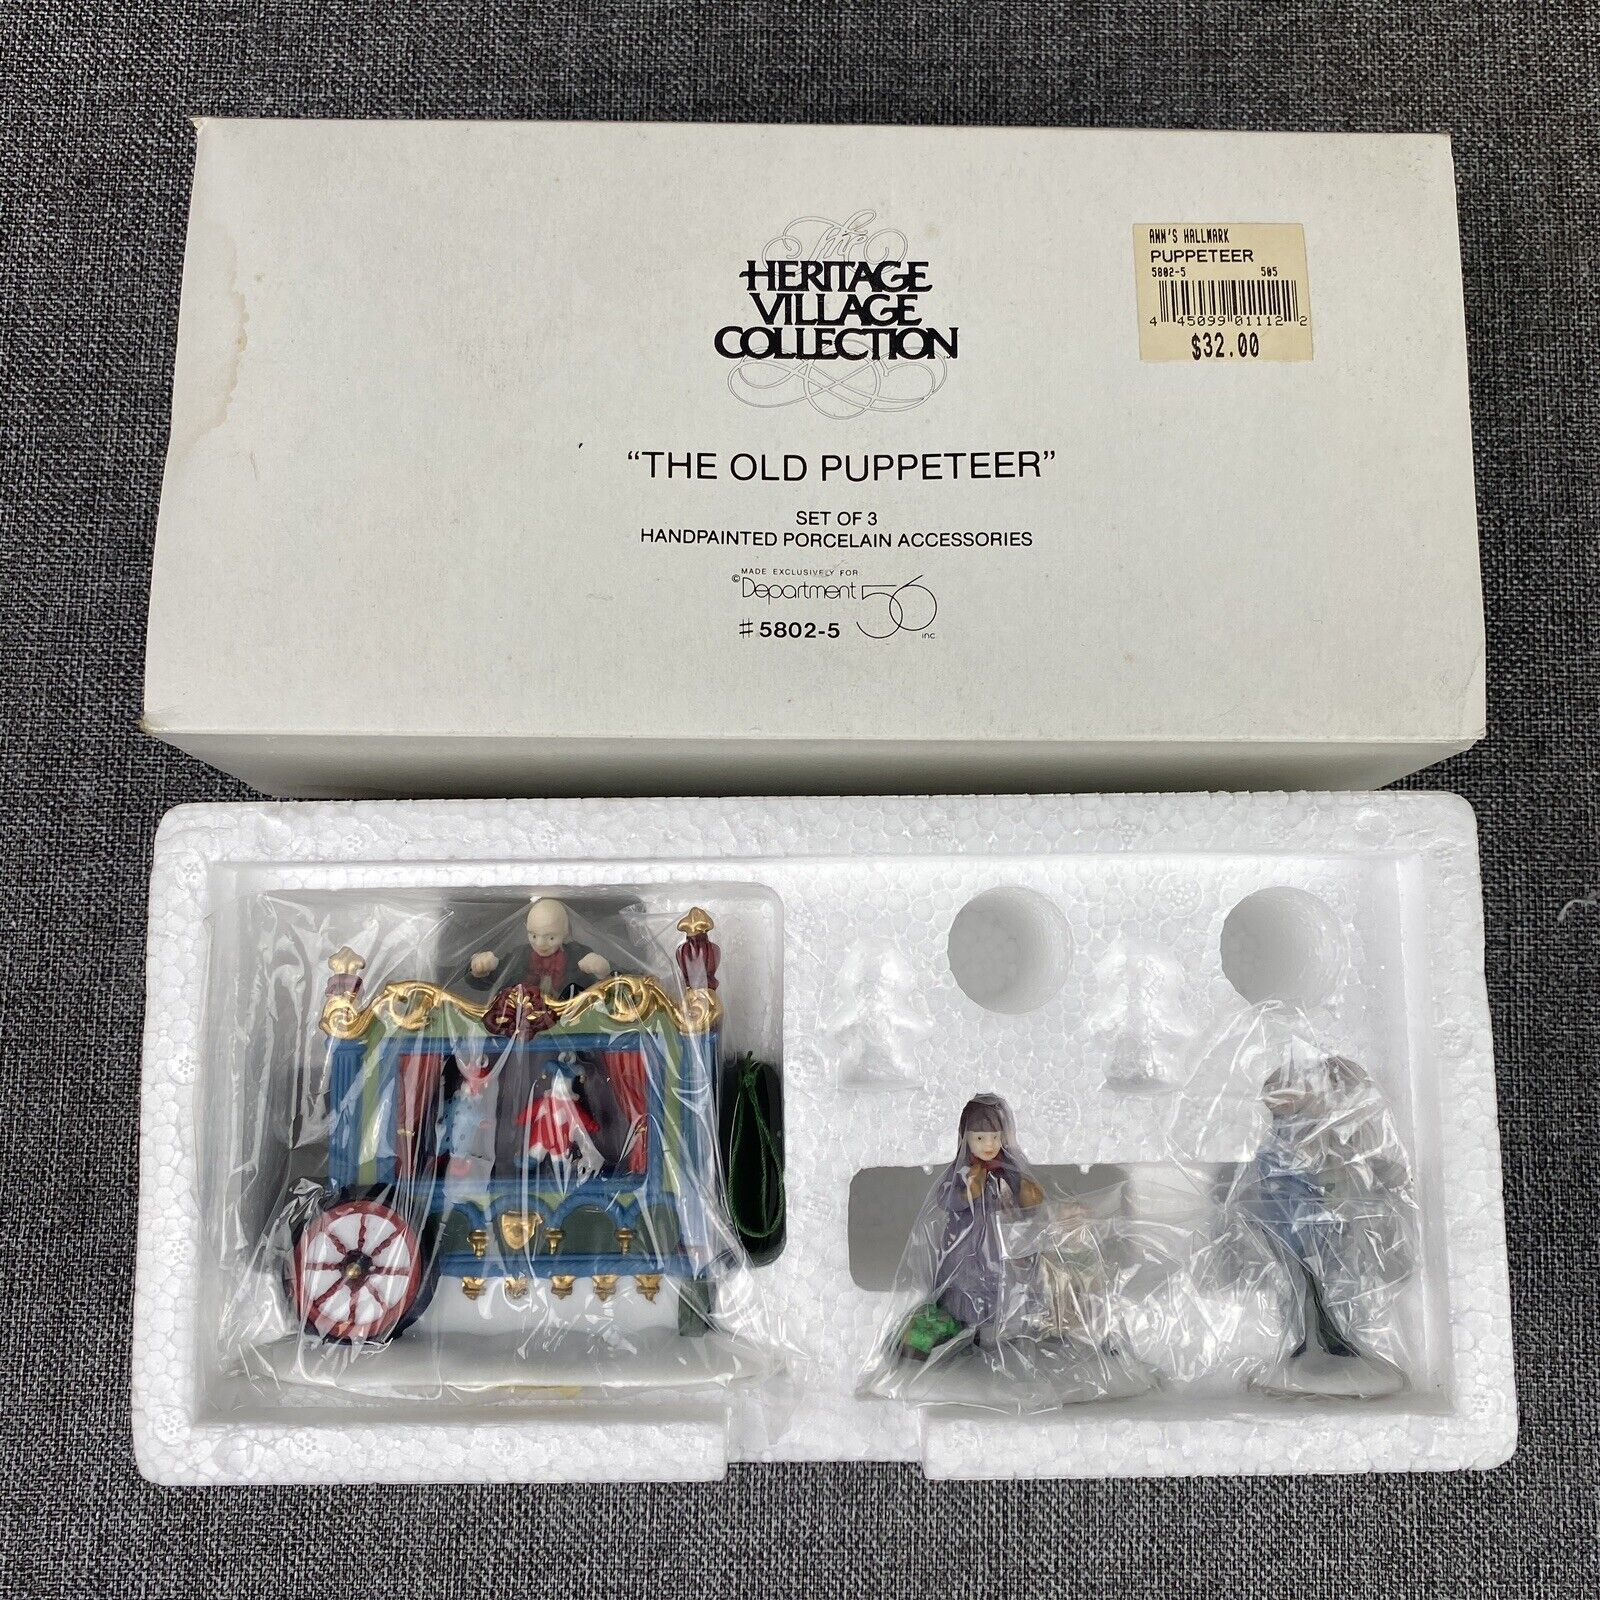 The
HERITAGE
VILLAGE
COLLECTION
"THE OLD PUPPETEER"
SET OF 3
HANDPAINTED PORCELAIN ACCESSORIES
MADE EXCLUSIVELY FOR
©Department 56 inc.
#5802-5
ANN'S HALLMARK
PUPPETEER
5802-5 505
4 45099 01112 2
$32.00